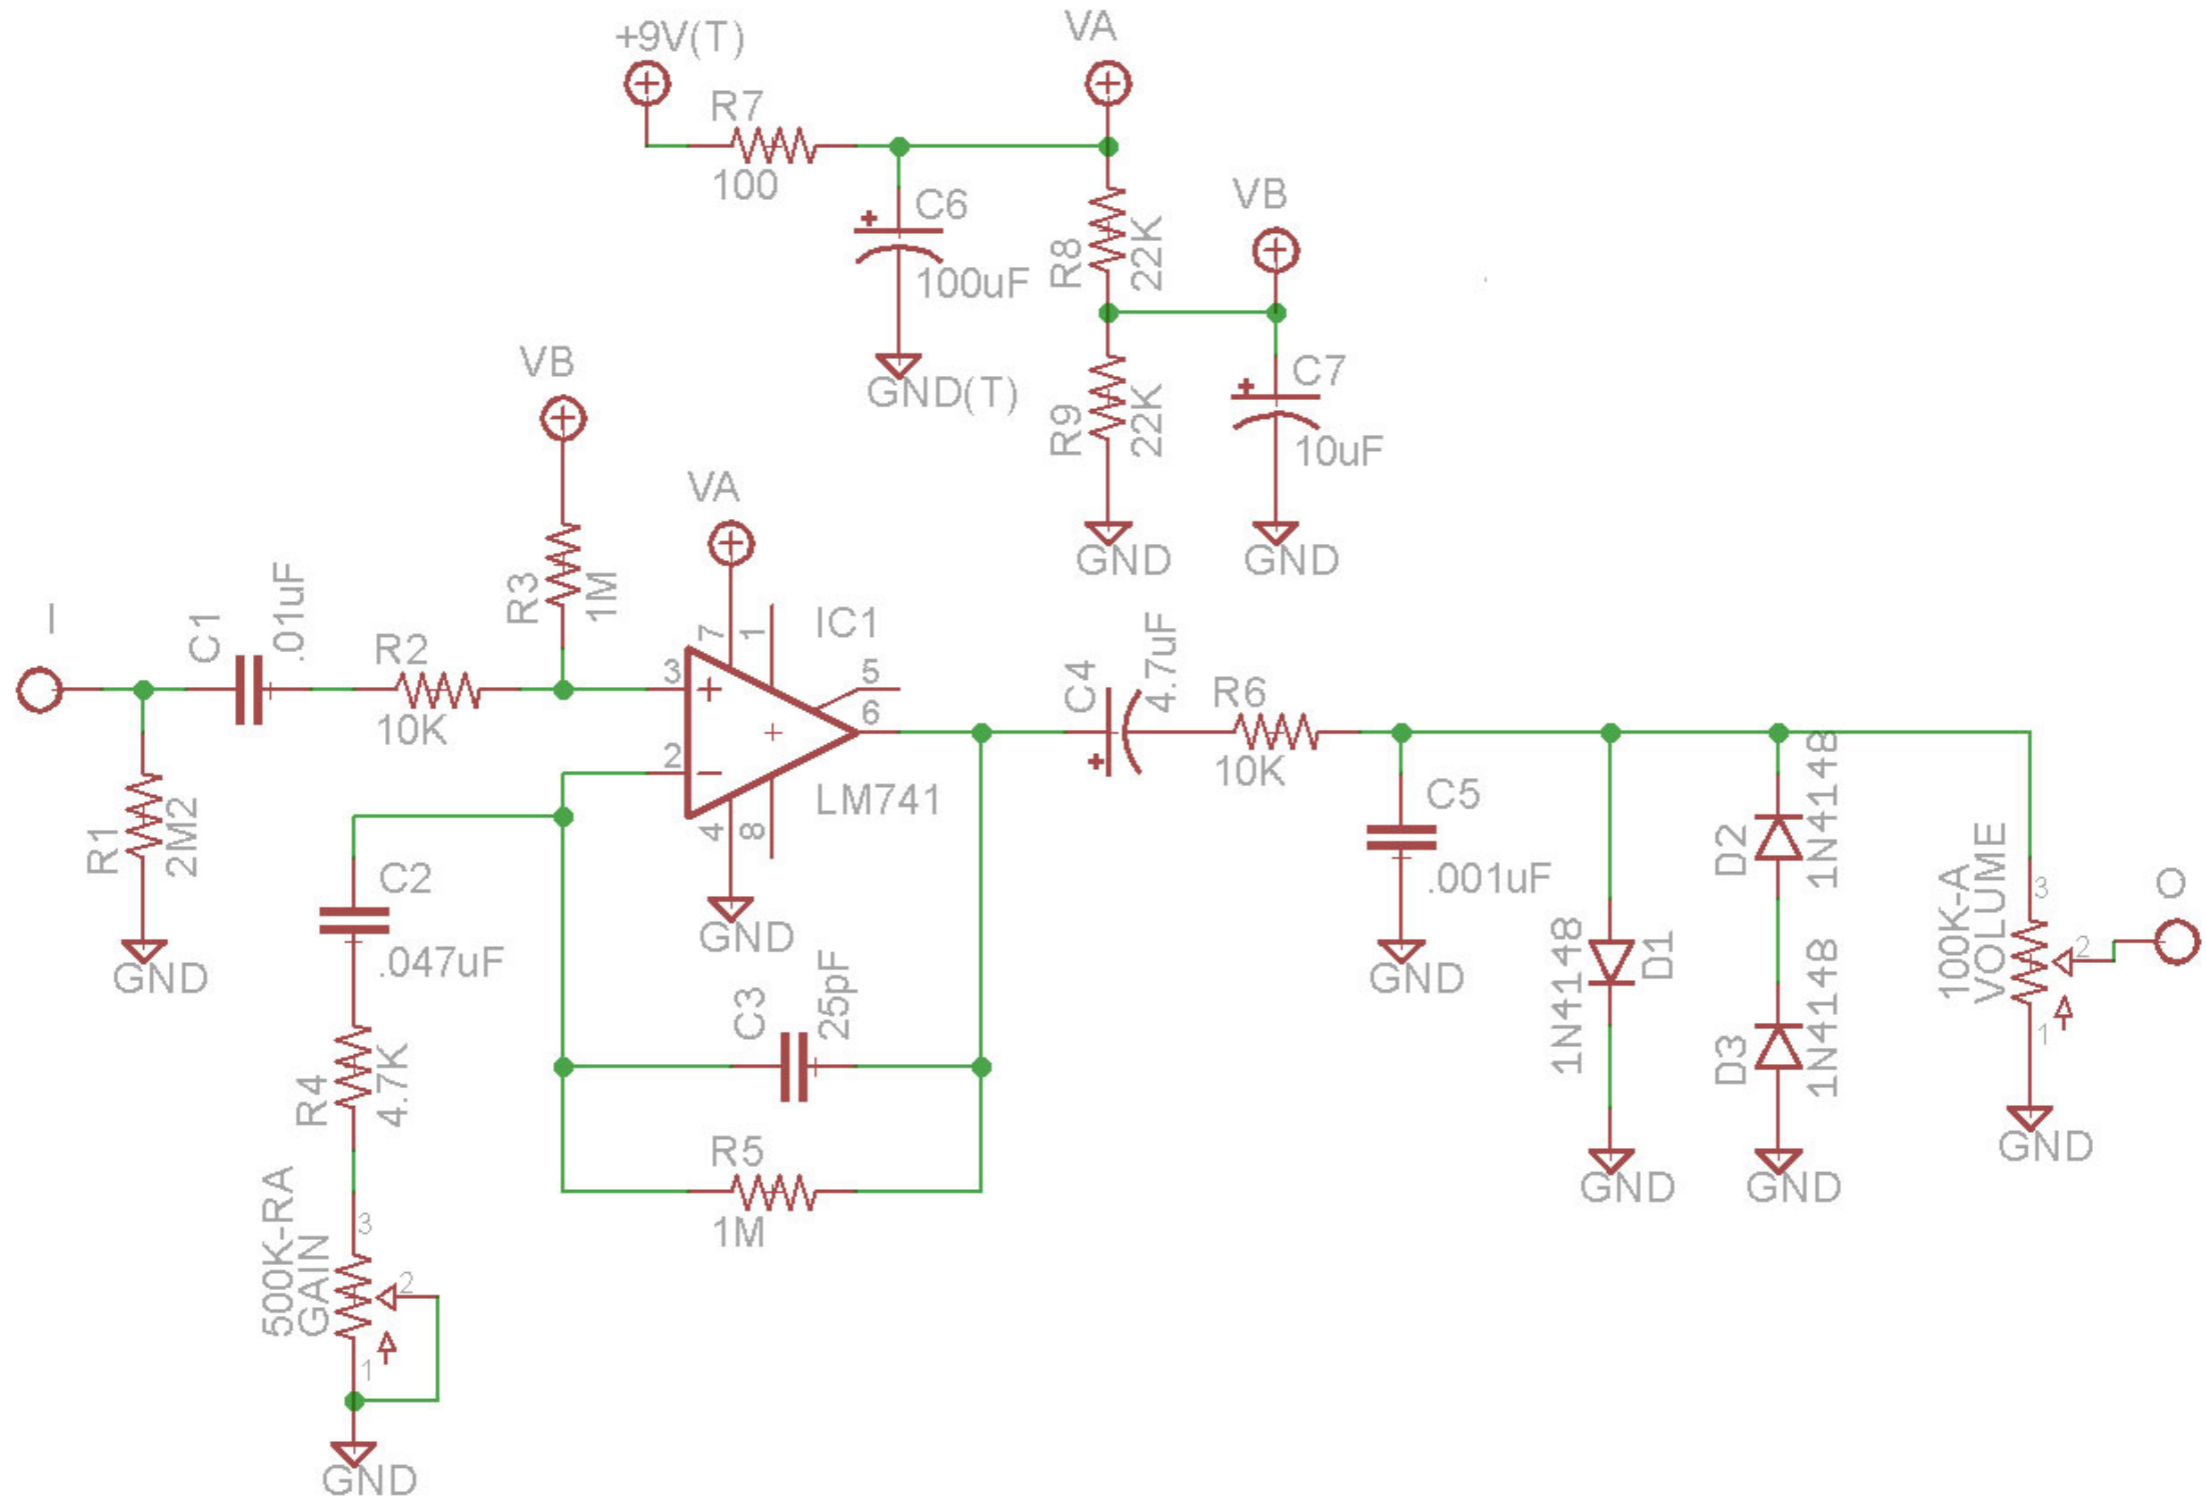 +9V(T)
VA
R7
100
C6
100uF
GND(T)
R8
22K
VB
R9
22K
C7
10uF
GND
GND
VB
R3
1M
VA
I
C1
.01uF
R2
10K
R1
2M2
GND
7
1
IC1
3
5
6
2
4
8
LM741
GND
C2
.047uF
R4
4.7K
500K-RA
GAIN
3
2
1
GND
C3
25pF
R5
1M
C4
4.7uF
R6
10K
C5
.001uF
GND
1N4148
D1
GND
D2
1N4148
D3
1N4148
GND
100K-A
VOLUME
3
2
1
O
GND